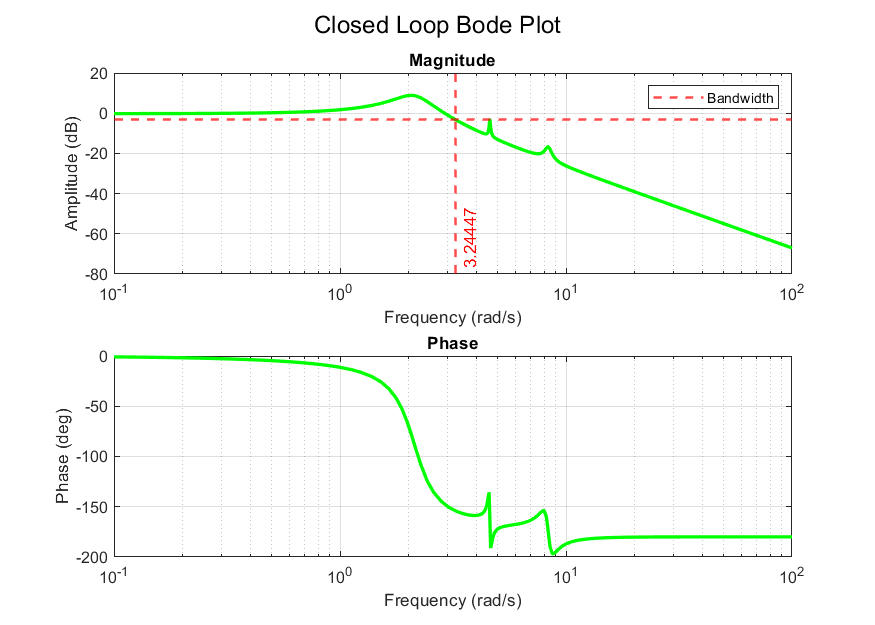 Closed Loop Bode Plot
Magnitude
Bandwidth
20
0
-20
-40
-60
-80
Amplitude (dB)
3.24447
10^-1
10^0
10^1
10^2
Frequency (rad/s)
Phase
0
-50
-100
-150
-200
Phase (deg)
10^-1
10^0
10^1
10^2
Frequency (rad/s)